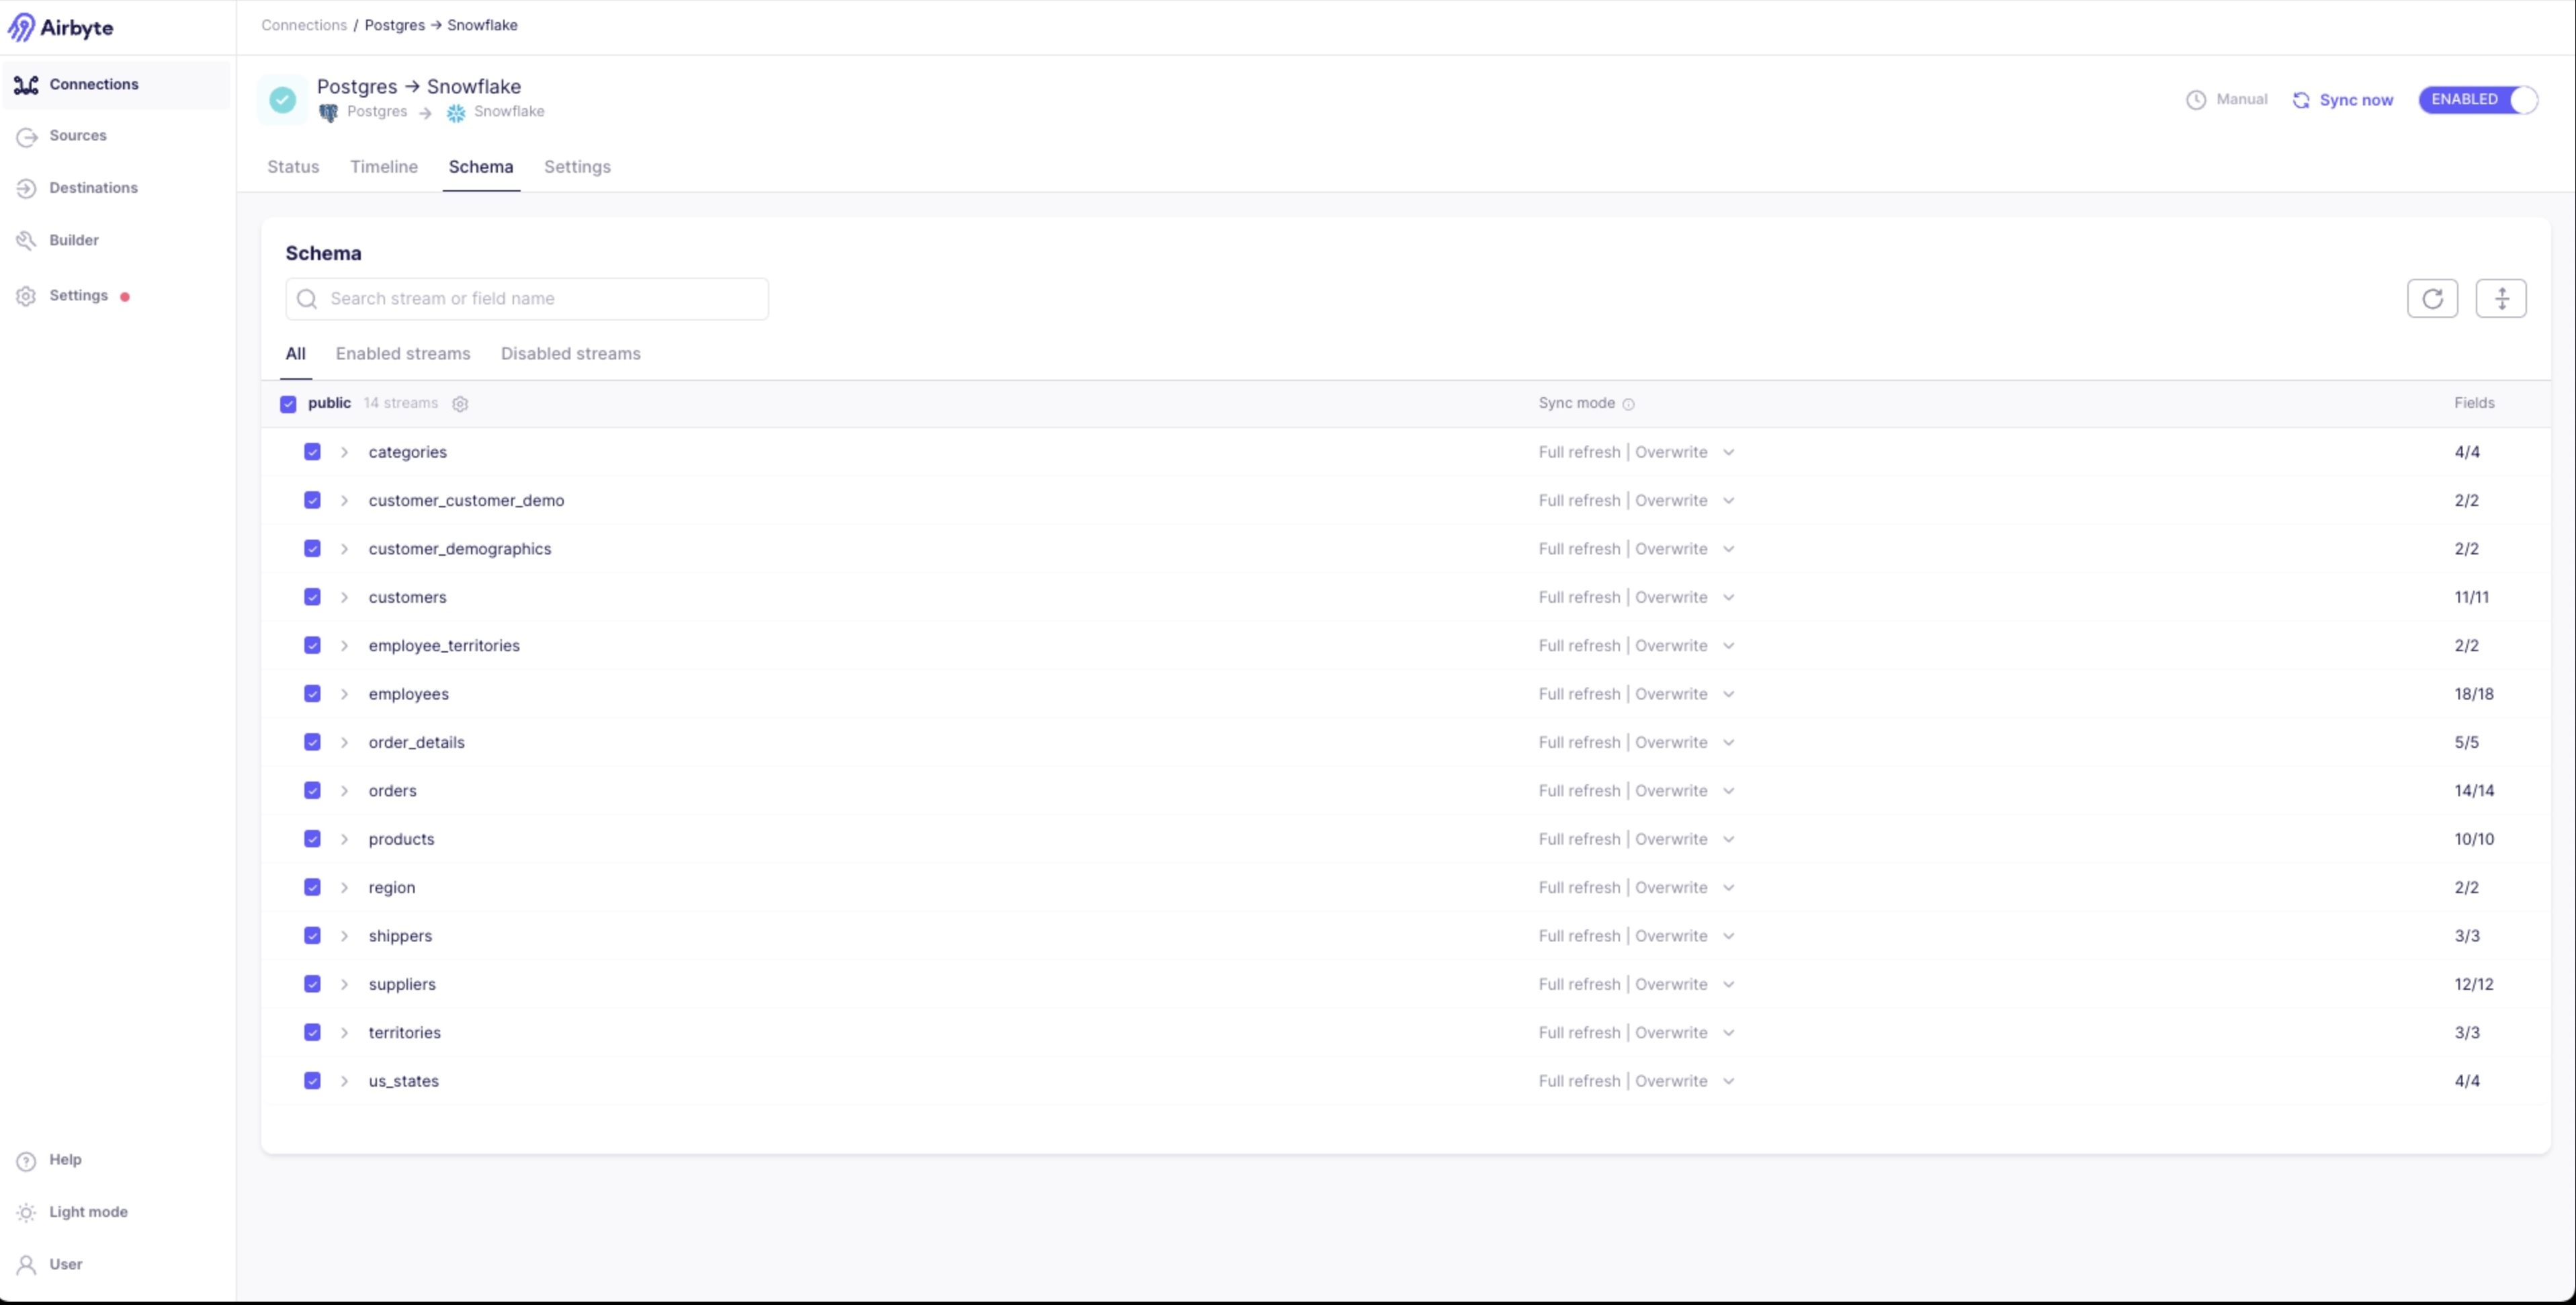 Airbyte
Connections / Postgres → Snowflake
Connections
Sources
Destinations
Builder
Settings
Postgres → Snowflake
Postgres → Snowflake
Manual
Sync now
ENABLED
Status Timeline Schema Settings
Schema
Search stream or field name
All Enabled streams Disabled streams
public 14 streams Sync mode Fields
categories Full refresh | Overwrite 4/4
customer_customer_demo Full refresh | Overwrite 2/2
customer_demographics Full refresh | Overwrite 2/2
customers Full refresh | Overwrite 11/11
employee_territories Full refresh | Overwrite 2/2
employees Full refresh | Overwrite 18/18
order_details Full refresh | Overwrite 5/5
orders Full refresh | Overwrite 14/14
products Full refresh | Overwrite 10/10
region Full refresh | Overwrite 2/2
shippers Full refresh | Overwrite 3/3
suppliers Full refresh | Overwrite 12/12
territories Full refresh | Overwrite 3/3
us_states Full refresh | Overwrite 4/4
Help
Light mode
User